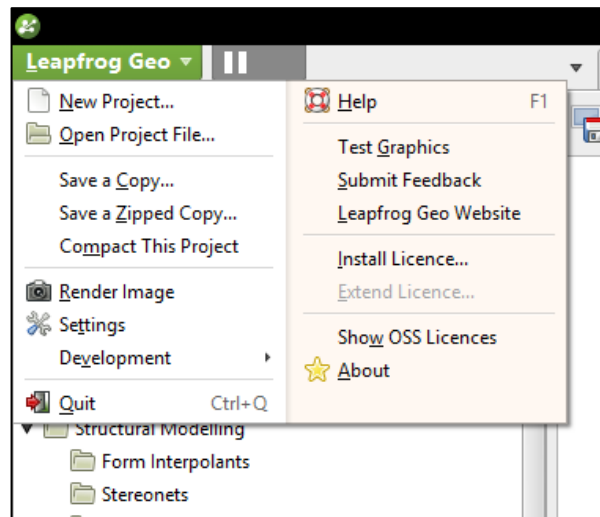 Leapfrog Geo
New Project...
Open Project File...
Save a Copy...
Save a Zipped Copy...
Compact This Project
Render Image
Settings
Development
Quit Ctrl+Q
Help F1
Test Graphics
Submit Feedback
Leapfrog Geo Website
Install Licence...
Extend Licence...
Show OSS Licences
About
Structural Modelling
Form Interpolants
Stereonets